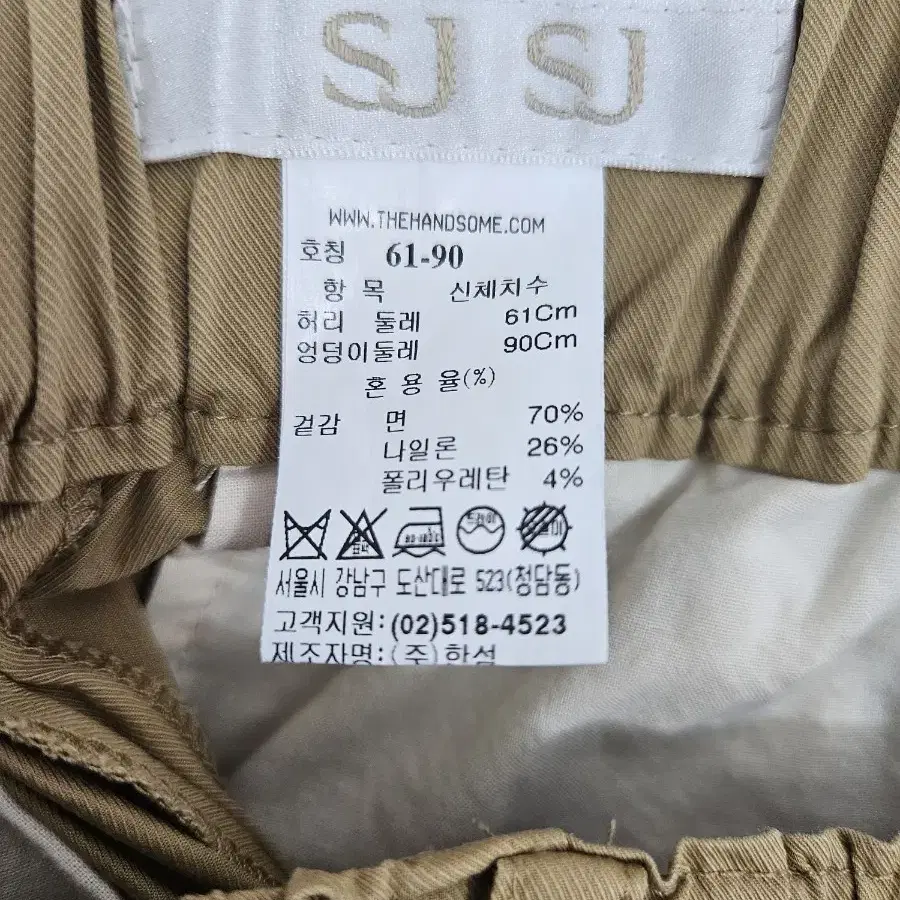 SJ SJ
WWW.THEHANDSOME.COM
호칭 61-90
항 목 신체치수
허리 둘레 61Cm
엉덩이둘레 90Cm
혼 용 율(%)
겉감 면 70%
나일론 26%
폴리우레탄 4%
드라이
서울시 강남구 도산대로 523(청담동)
고객지원: (02)518-4523
제조자명: (주)한섬